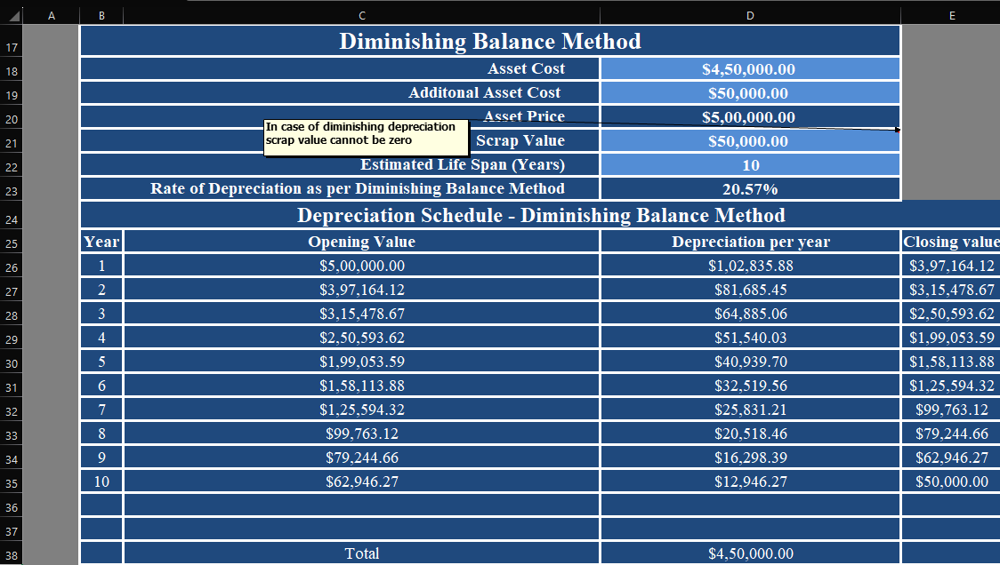 A B C D E
17 Diminishing Balance Method
18 Asset Cost $4,50,000.00
19 Additonal Asset Cost $50,000.00
20 Asset Price $5,00,000.00
In case of diminishing depreciation
scrap value cannot be zero
21 Scrap Value $50,000.00
22 Estimated Life Span (Years) 10
23 Rate of Depreciation as per Diminishing Balance Method 20.57%
24 Depreciation Schedule - Diminishing Balance Method
25 Year Opening Value Depreciation per year Closing value
26 1 $5,00,000.00 $1,02,835.88 $3,97,164.12
27 2 $3,97,164.12 $81,685.45 $3,15,478.67
28 3 $3,15,478.67 $64,885.06 $2,50,593.62
29 4 $2,50,593.62 $51,540.03 $1,99,053.59
30 5 $1,99,053.59 $40,939.70 $1,58,113.88
31 6 $1,58,113.88 $32,519.56 $1,25,594.32
32 7 $1,25,594.32 $25,831.21 $99,763.12
33 8 $99,763.12 $20,518.46 $79,244.66
34 9 $79,244.66 $16,298.39 $62,946.27
35 10 $62,946.27 $12,946.27 $50,000.00
36
37
38 Total $4,50,000.00